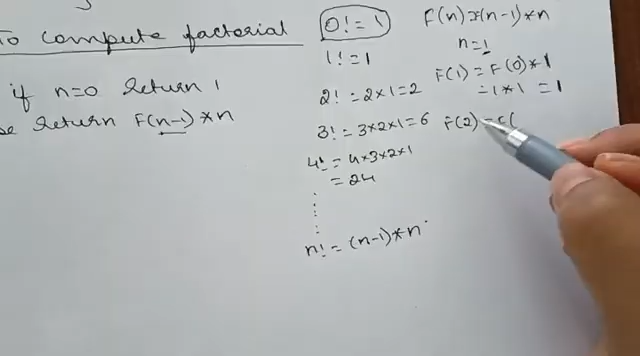 To compute factorial
if n=0 return 1
se return F(n-1)*n
0! = 1
1! = 1
2! = 2×1=2
3! = 3×2×1=6
4! = 4×3×2×1
= 24
n! = (n-1)*n
F(n)=(n-1)*n
n=1
F(1) = F(0)*1
=1*1 =1
F(2) = F(